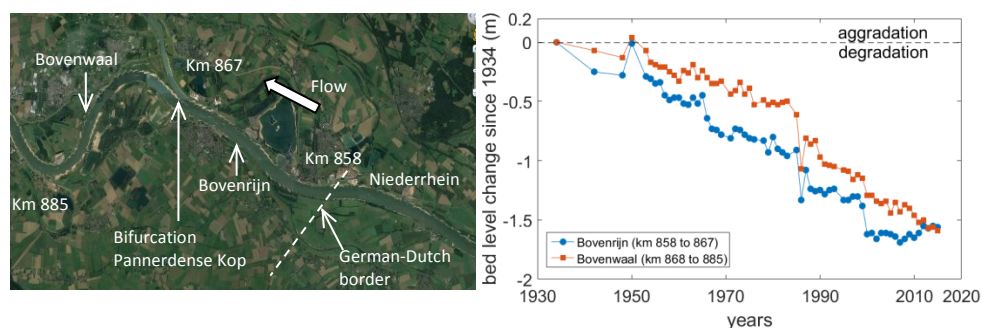 Bovenwaal
Km 867
Flow
Km 858
Niederrhein
Bovenrijn
Km 885
Bifurcation
Pannerdense Kop
German-Dutch
border
bed level change since 1934 (m)
0.2
0
-0.5
-1
-1.5
-2
aggradation
degradation
Bovenrijn (km 858 to 867)
Bovenwaal (km 868 to 885)
1930
1950
1970
1990
2010
2020
years